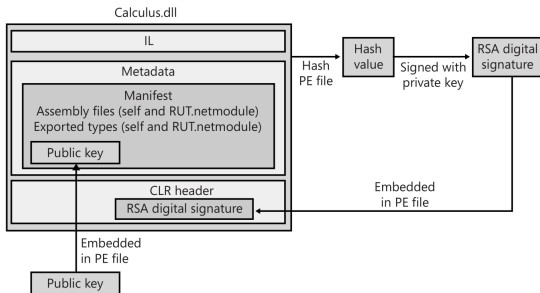 Calculus.dll
IL
Metadata
Manifest
Assembly files (self and RUT.netmodule)
Exported types (self and RUT.netmodule)
Public key
CLR header
RSA digital signature
Hash
PE file
Hash
value
Signed with
private key
RSA digital
signature
Embedded
in PE file
Embedded
in PE file
Public key